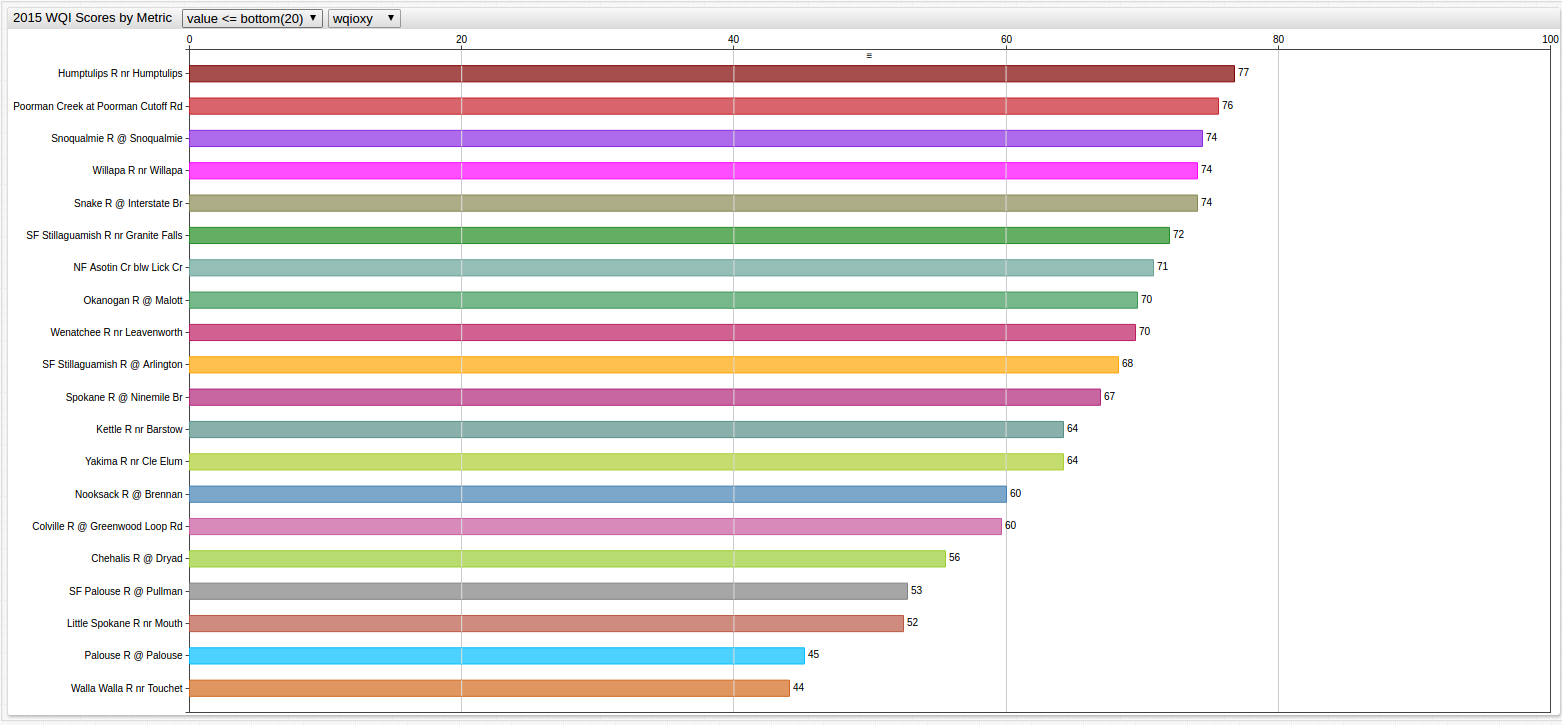 2015 WQI Scores by Metric value <= bottom(20) ▼ wqioxy ▼
0 20 40 60 80 100
Humptulips R nr Humptulips 77
Poorman Creek at Poorman Cutoff Rd 76
Snoqualmie R @ Snoqualmie 74
Willapa R nr Willapa 74
Snake R @ Interstate Br 74
SF Stillaguamish R nr Granite Falls 72
NF Asotin Cr blw Lick Cr 71
Okanogan R @ Malott 70
Wenatchee R nr Leavenworth 70
SF Stillaguamish R @ Arlington 68
Spokane R @ Ninemile Br 67
Kettle R nr Barstow 64
Yakima R nr Cle Elum 64
Nooksack R @ Brennan 60
Colville R @ Greenwood Loop Rd 60
Chehalis R @ Dryad 56
SF Palouse R @ Pullman 53
Little Spokane R nr Mouth 52
Palouse R @ Palouse 45
Walla Walla R nr Touchet 44